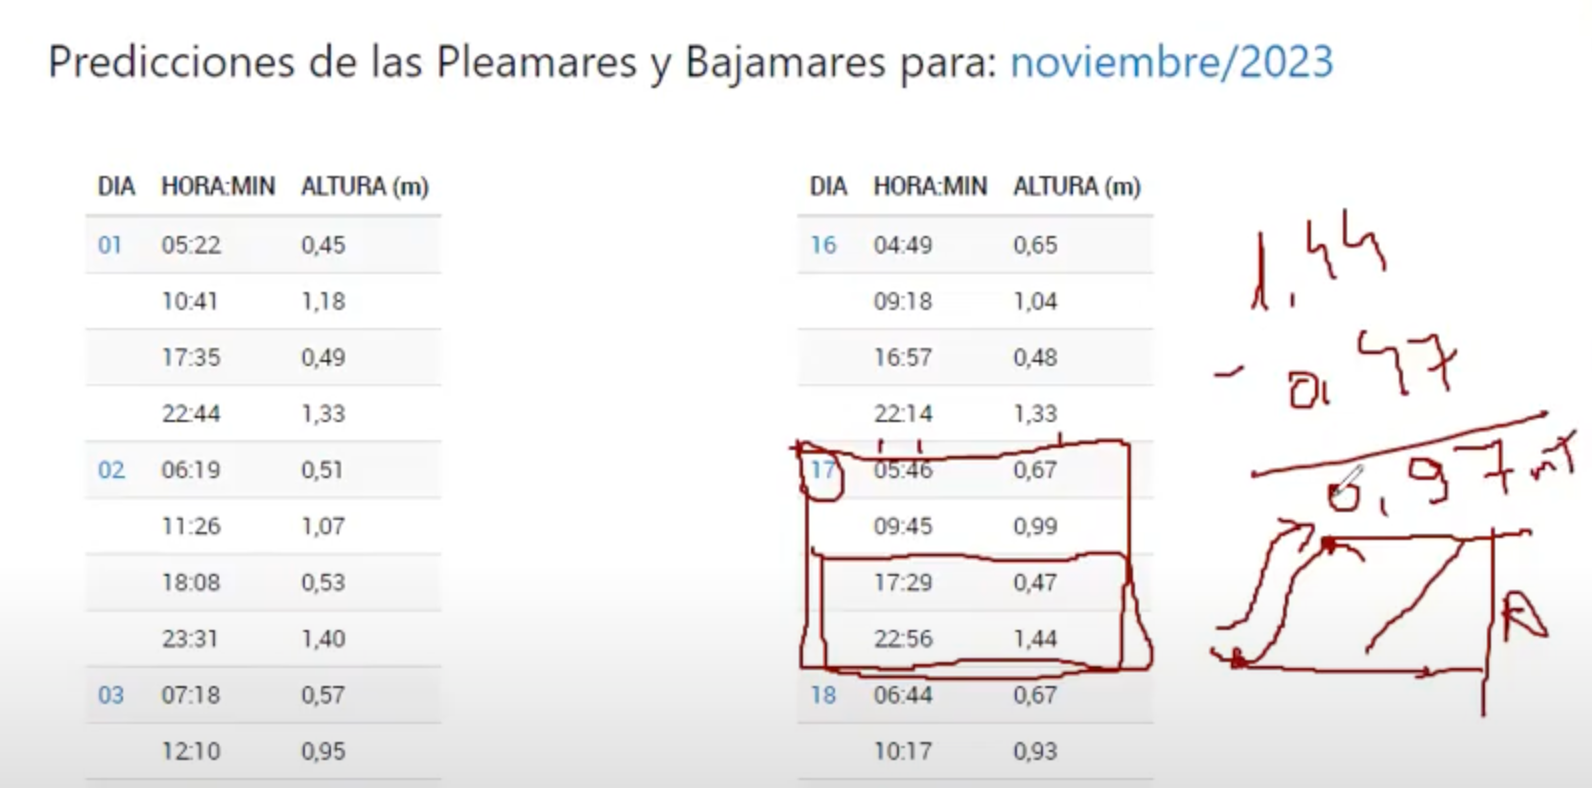 Predicciones de las Pleamares y Bajamares para: noviembre/2023
DIA HORA:MIN ALTURA (m)
01 05:22 0,45
10:41 1,18
17:35 0,49
22:44 1,33
02 06:19 0,51
11:26 1,07
18:08 0,53
23:31 1,40
03 07:18 0,57
12:10 0,95
DIA HORA:MIN ALTURA (m)
16 04:49 0,65
09:18 1,04
16:57 0,48
22:14 1,33
17 05:46 0,67
09:45 0,99
17:29 0,47
22:56 1,44
18 06:44 0,67
10:17 0,93
1,44
- 0,47
0,97 mT
A